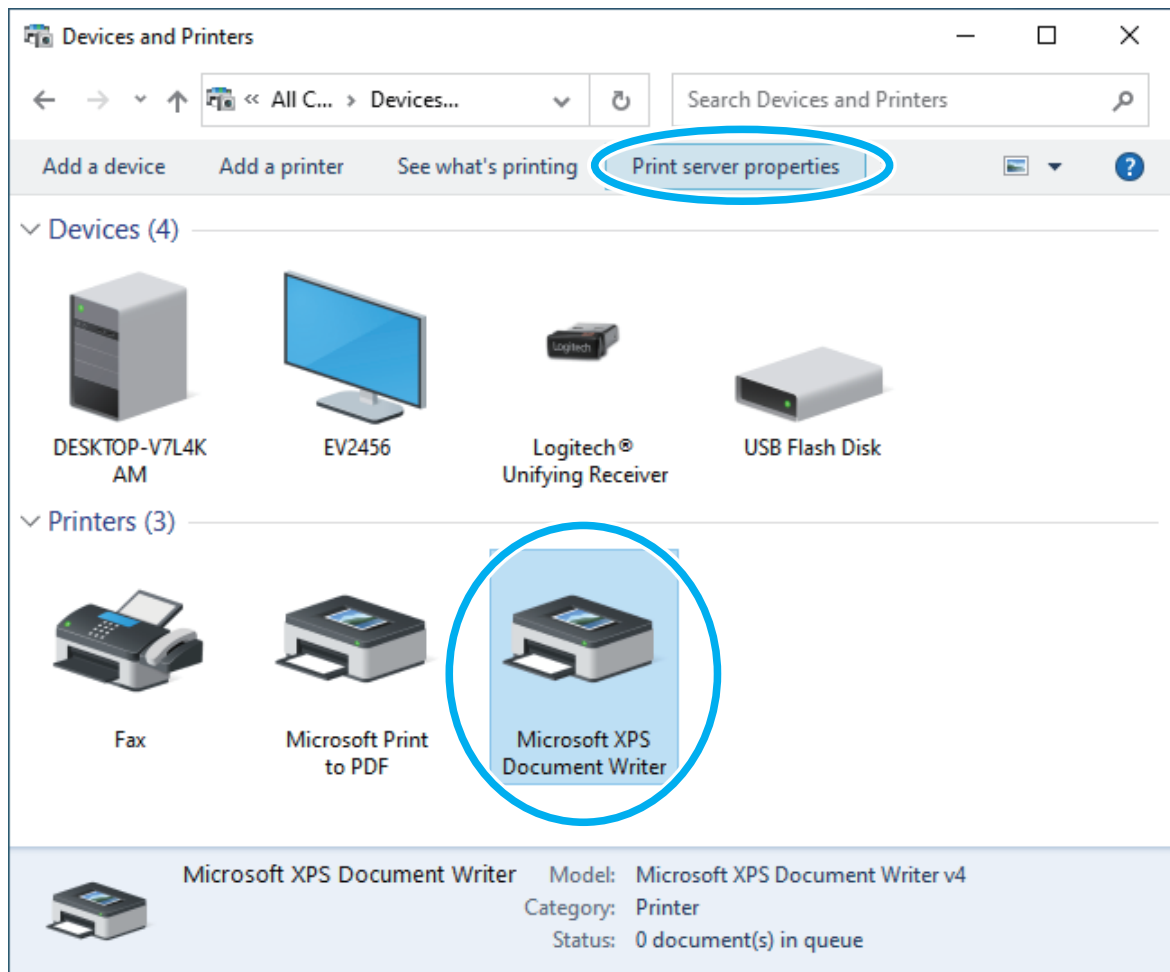 Devices and Printers
« All C... › Devices...
Search Devices and Printers
Add a device
Add a printer
See what's printing
Print server properties
?
Devices (4)
Logitech
DESKTOP-V7L4K
AM
EV2456
Logitech®
Unifying Receiver
USB Flash Disk
Printers (3)
Fax
Microsoft Print
to PDF
Microsoft XPS
Document Writer
Microsoft XPS Document Writer
Model: Microsoft XPS Document Writer v4
Category: Printer
Status: 0 document(s) in queue